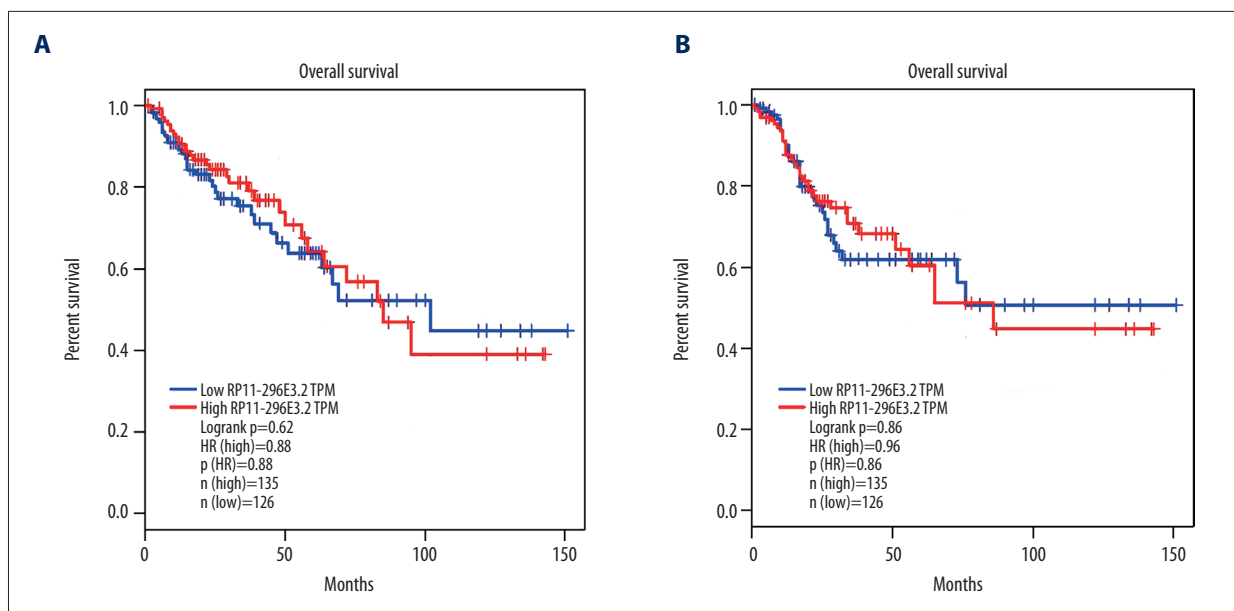 A
Overall survival
Percent survival
1.0
0.8
0.6
0.4
0.2
0.0
Low RP11-296E3.2 TPM
High RP11-296E3.2 TPM
Logrank p=0.62
HR (high)=0.88
p (HR)=0.88
n (high)=135
n (low)=126
0 50 100 150
Months
B
Overall survival
Percent survival
1.0
0.8
0.6
0.4
0.2
0.0
Low RP11-296E3.2 TPM
High RP11-296E3.2 TPM
Logrank p=0.86
HR (high)=0.96
p (HR)=0.86
n (high)=135
n (low)=126
0 50 100 150
Months